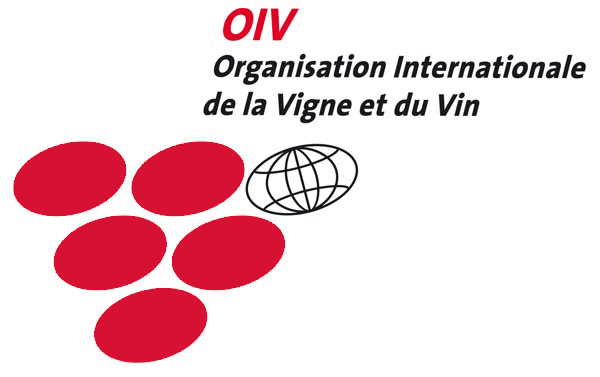 OIV
Organisation Internationale
de la Vigne et du Vin